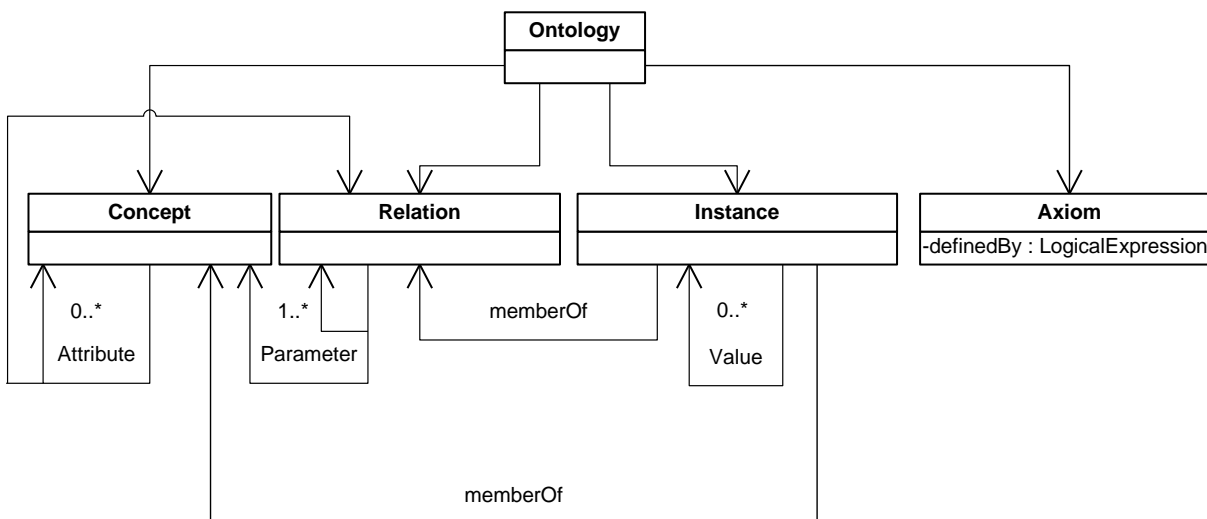 Ontology
Concept
Relation
Instance
Axiom
-definedBy : LogicalExpression
0..*
1..*
memberOf
0..*
Attribute
Parameter
Value
memberOf